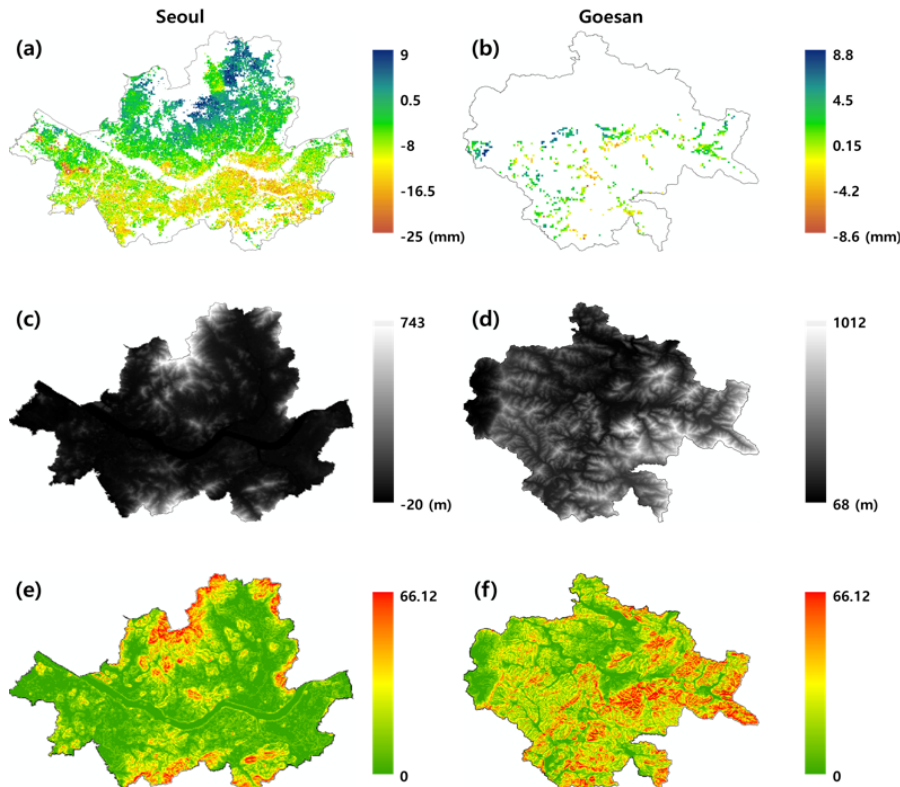 Seoul
Goesan
(a)
9
0.5
-8
-16.5
-25 (mm)
(b)
8.8
4.5
0.15
-4.2
-8.6 (mm)
(c)
743
-20 (m)
(d)
1012
68 (m)
(e)
66.12
0
(f)
66.12
0